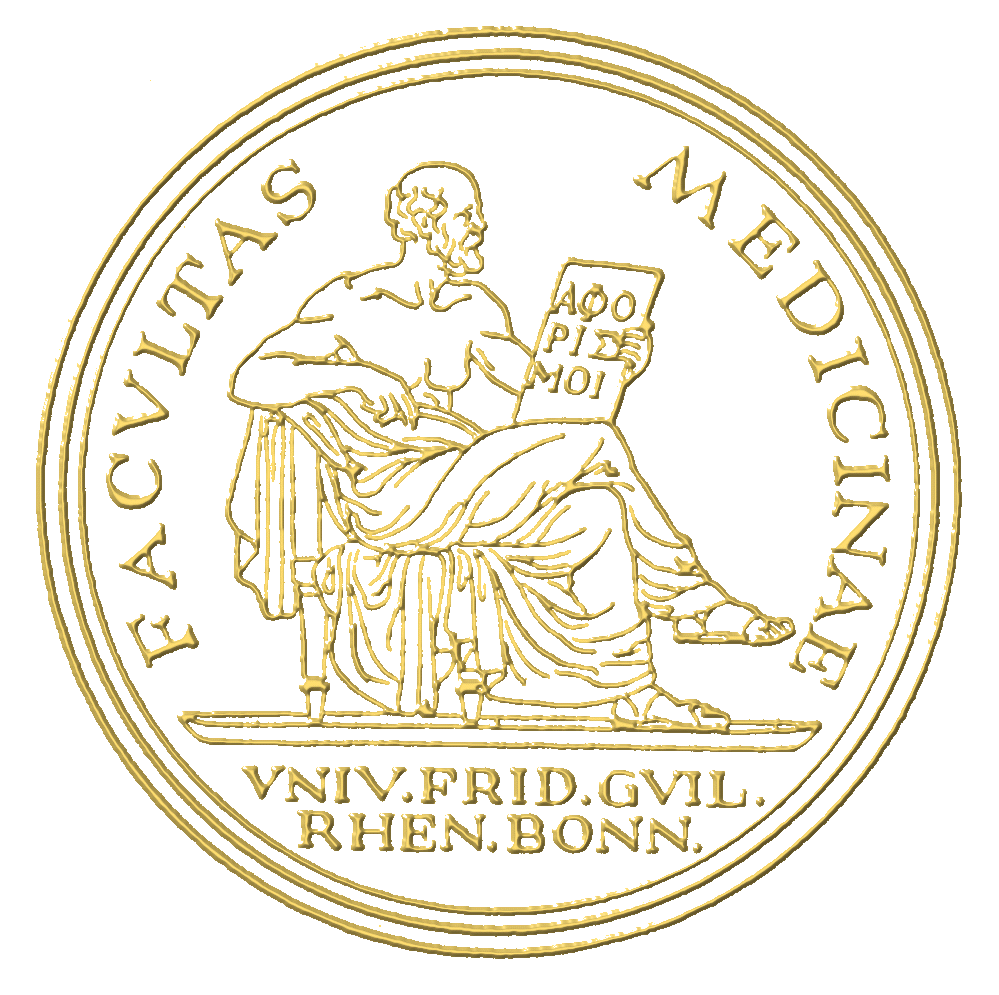 FACVLTAS MEDICINAE
ΑΦΟ
ΡΙΣ
ΜΟΙ
VNIV.FRID.GVIL.
RHEN.BONN.